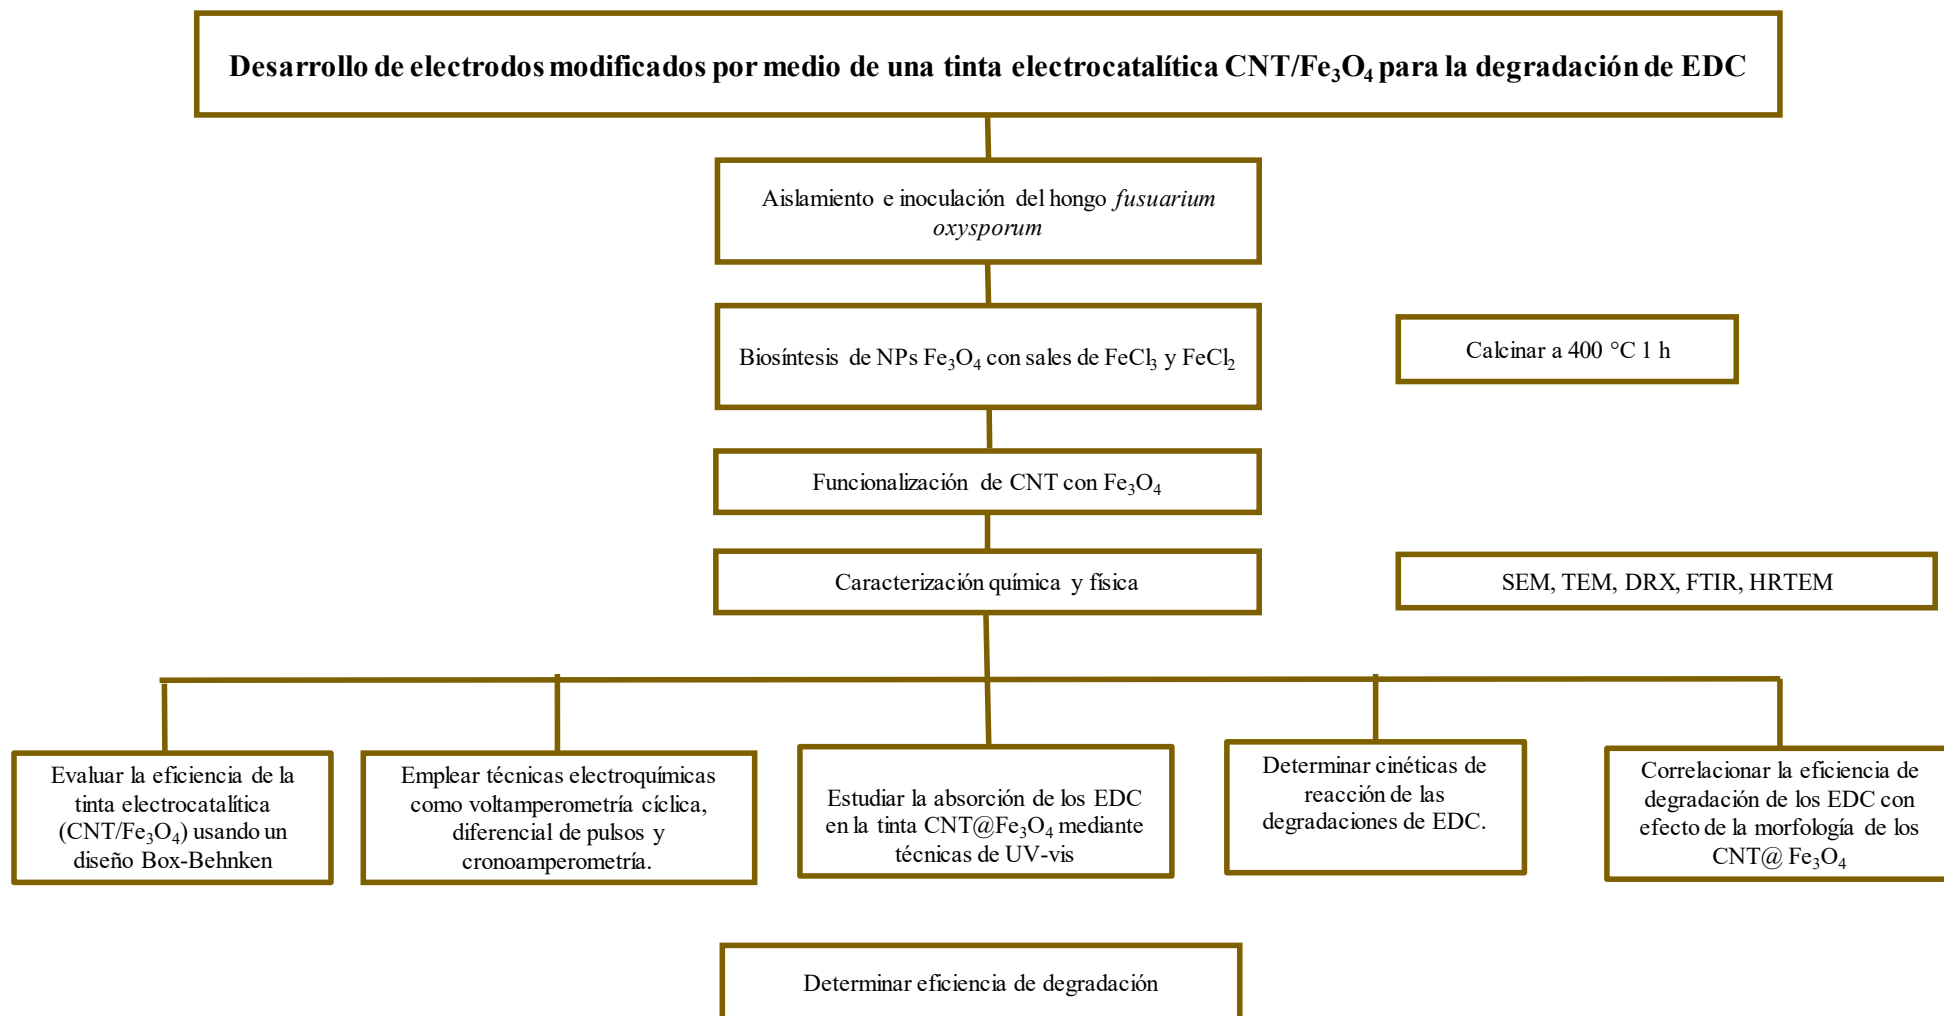 Desarrollo de electrodos modificados por medio de una tinta electrocatalítica CNT/Fe₃O₄ para la degradación de EDC
Aislamiento e inoculación del hongo fusuarium
oxysporum
Biosíntesis de NPs Fe₃O₄ con sales de FeCl₃ y FeCl₂
Calcinar a 400 °C 1 h
Funcionalización de CNT con Fe₃O₄
Caracterización química y física
SEM, TEM, DRX, FTIR, HRTEM
Evaluar la eficiencia de la
tinta electrocatalítica
(CNT/Fe₃O₄) usando un
diseño Box-Behnken
Emplear técnicas electroquímicas
como voltamperometría cíclica,
diferencial de pulsos y
cronoamperometría.
Estudiar la absorción de los EDC
en la tinta CNT@Fe₃O₄ mediante
técnicas de UV-vis
Determinar cinéticas de
reacción de las
degradaciones de EDC.
Correlacionar la eficiencia de
degradación de los EDC con
efecto de la morfología de los
CNT@ Fe₃O₄
Determinar eficiencia de degradación